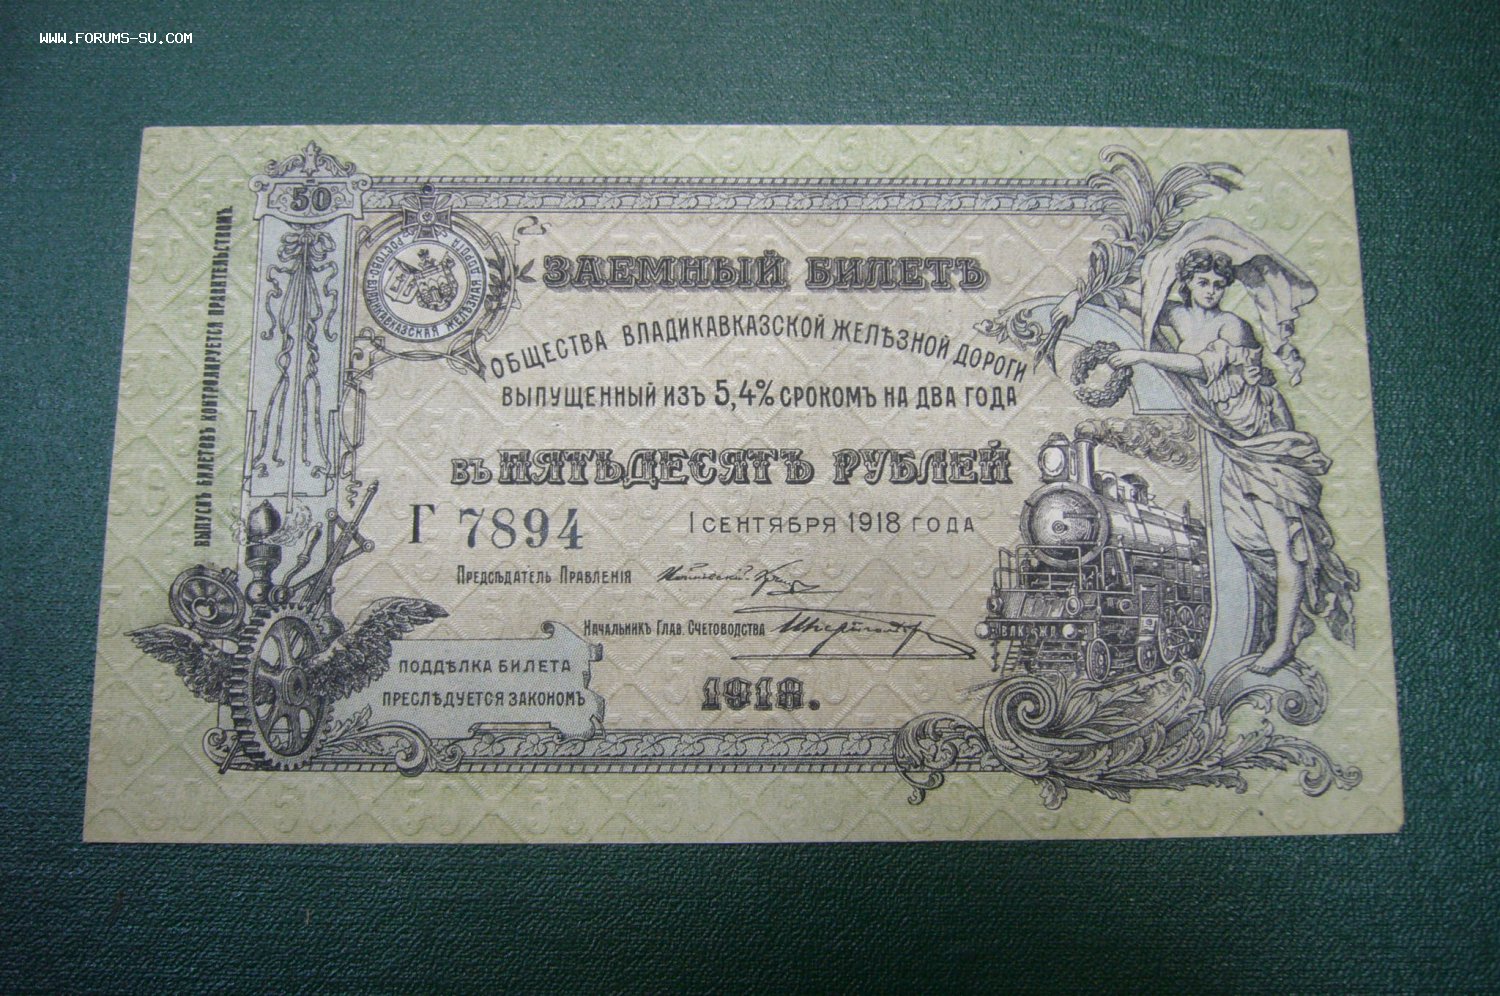 WWW.FORUMS-SU.COM
50
ВЫПУСКЪ БИЛЕТОВЪ КОНТРОЛИРУЕТСЯ ПРАВИТЕЛЬСТВОМЪ
РОСТОВО-ВЛАДИКАВКАЗСКАЯ ЖЕЛѢЗНАЯ ДОРОГА
ЗАЕМНЫЙ БИЛЕТЪ
ОБЩЕСТВА ВЛАДИКАВКАЗСКОЙ ЖЕЛѢЗНОЙ ДОРОГИ
ВЫПУЩЕННЫЙ ИЗЪ 5,4% СРОКОМЪ НА ДВА ГОДА
ВЪ ПЯТЬДЕСЯТЪ РУБЛЕЙ
Г 7894
1 СЕНТЯБРЯ 1918 ГОДА
ПРЕДСѢДАТЕЛЬ ПРАВЛЕНІЯ
НАЧАЛЬНИКЪ ГЛАВ. СЧЕТОВОДСТВА
ПОДДѢЛКА БИЛЕТА
ПРЕСЛѢДУЕТСЯ ЗАКОНОМЪ
ВЛК ЖД
1918.